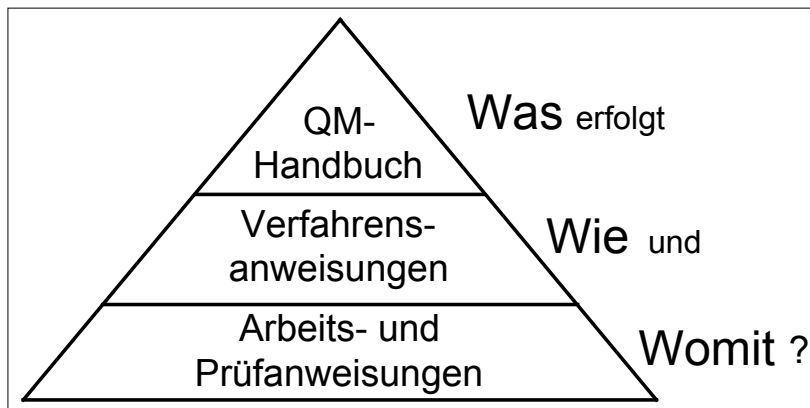 QM-
Handbuch
Was erfolgt
Verfahrens-
anweisungen
Wie und
Arbeits- und
Prüfanweisungen
Womit ?